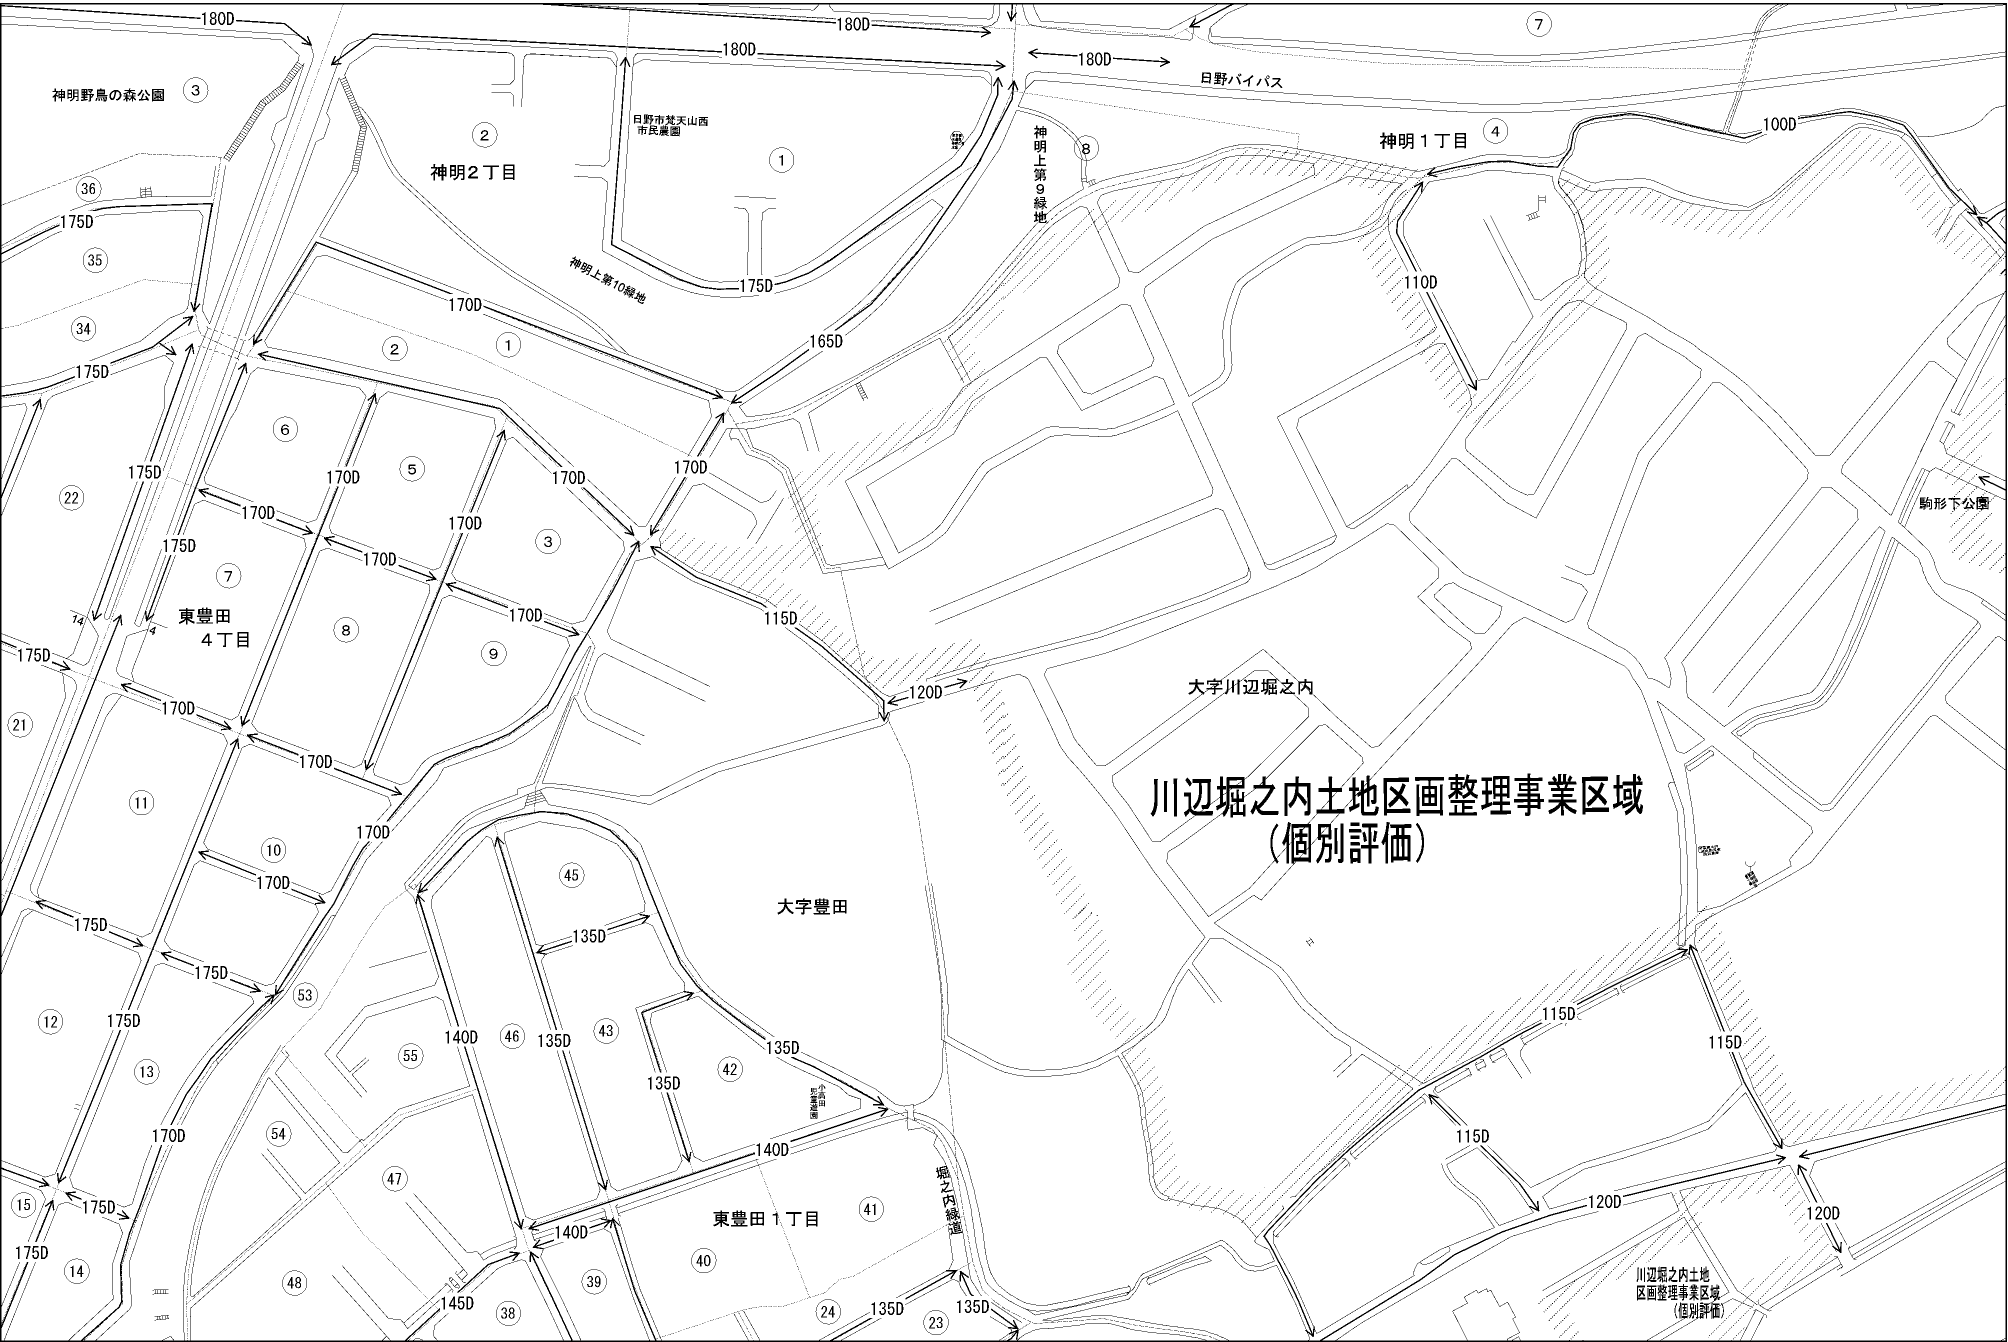 180D
180D
180D
180D
⑦
③
神明野鳥の森公園
日野バイパス
②
神明２丁目
日野市梵天山西
市民農園
①
神明上第９緑地
⑧
神明１丁目
④
100D
36
175D
35
34
175D
神明上第10緑地
175D
170D
①
②
165D
110D
⑥
⑤
③
170D
170D
170D
175D
22
175D
170D
170D
170D
⑦
東豊田
４丁目
⑧
⑨
170D
駒形下公園
14
4
175D
115D
120D
大字川辺堀之内
21
170D
170D
川辺堀之内土地区画整理事業区域
（個別評価）
11
170D
10
170D
45
大字豊田
175D
135D
175D
53
12
175D
140D
46
135D
43
135D
55
42
135D
小高田
児童遊園
13
115D
115D
170D
54
140D
115D
47
堀之内緑道
15
175D
175D
41
東豊田１丁目
140D
120D
120D
14
48
145D
39
40
38
24
135D
23
135D
川辺堀之内土地
区画整理事業区域
（個別評価）